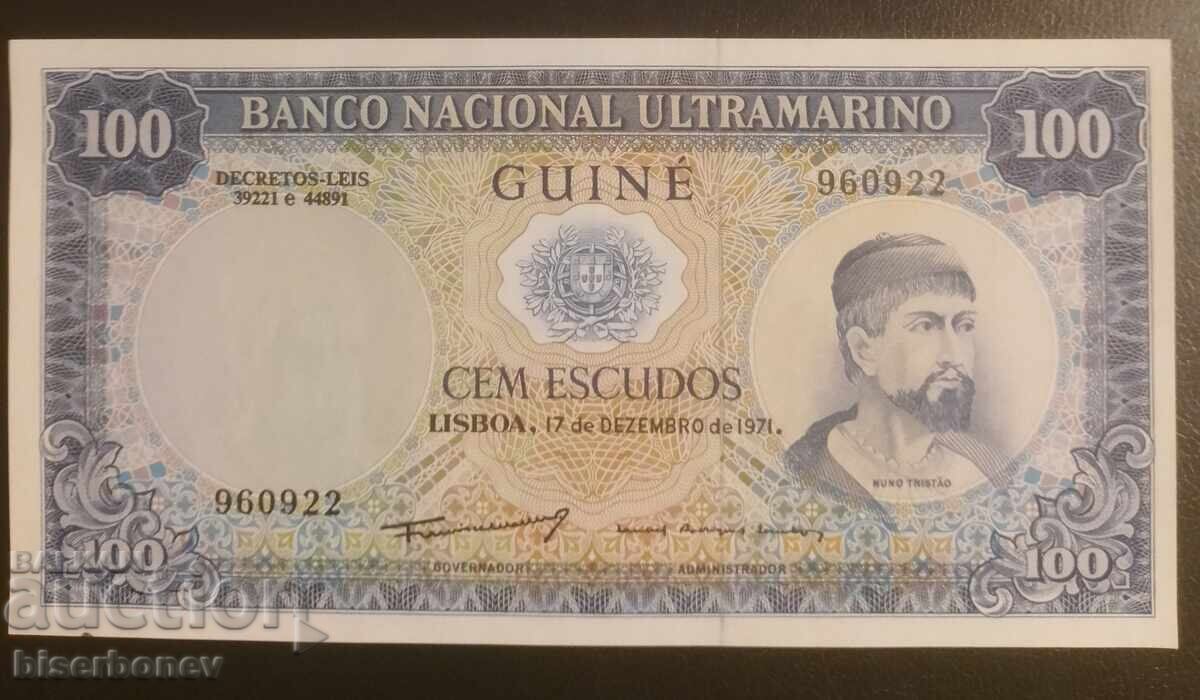 100 BANCO NACIONAL ULTRAMARINO 100
DECRETOS-LEIS
39221 e 44891
GUINÉ
960922
CEM ESCUDOS
LISBOA, 17 de DEZEMBRO de 1971.
NUNO TRISTÃO
960922
GOVERNADOR
ADMINISTRADOR
100
100
auction
biserbonev